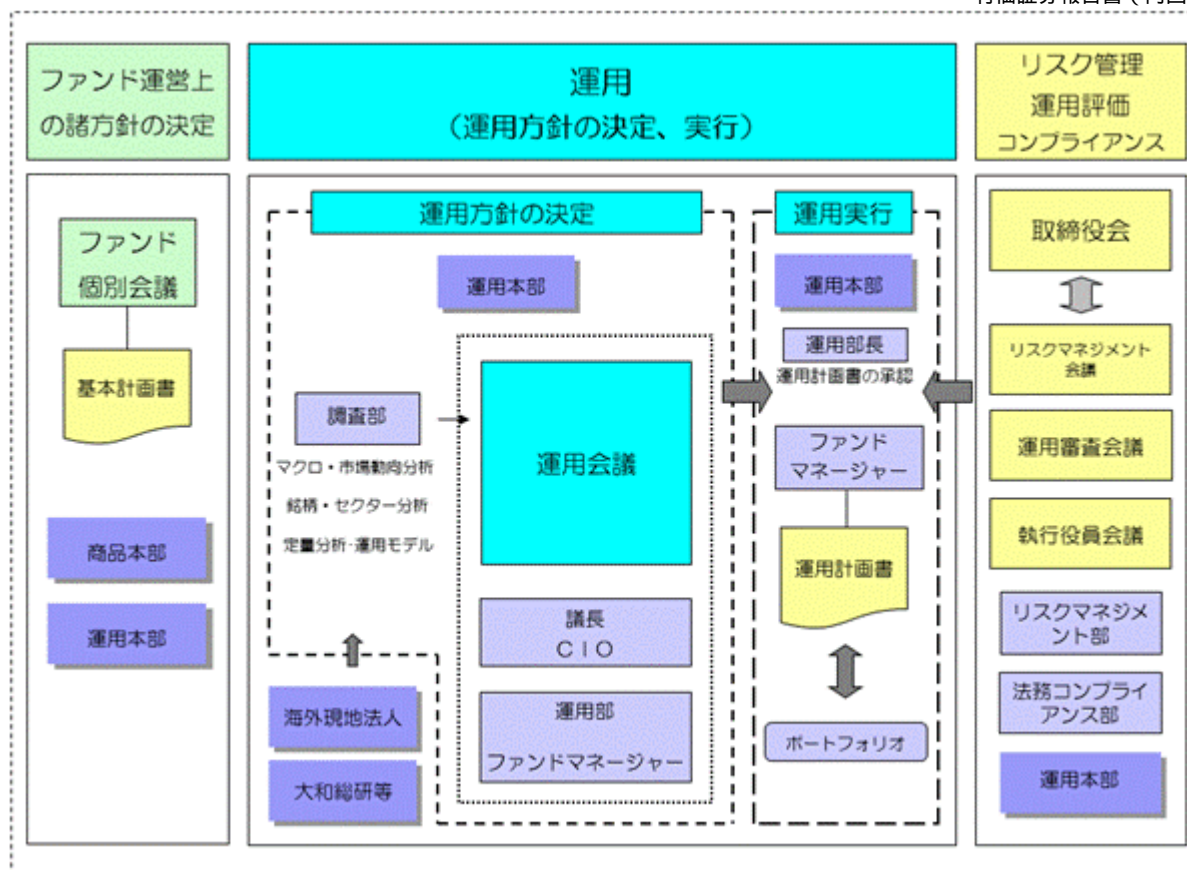 ファンド運営上
の諸方針の決定
運用
（運用方針の決定、実行）
リスク管理
運用評価
コンプライアンス
ファンド
個別会議
基本計画書
商品本部
運用本部
運用方針の決定
運用本部
調査部
マクロ・市場動向分析
銘柄・セクター分析
定量分析・運用モデル
運用会議
議長
ＣＩＯ
運用部
ファンドマネージャー
海外現地法人
大和総研等
運用実行
運用本部
運用部長
運用計画書の承認
ファンド
マネージャー
運用計画書
ポートフォリオ
取締役会
リスクマネジメント
会議
運用審査会議
執行役員会議
リスクマネジメ
ント部
法務コンプライ
アンス部
運用本部